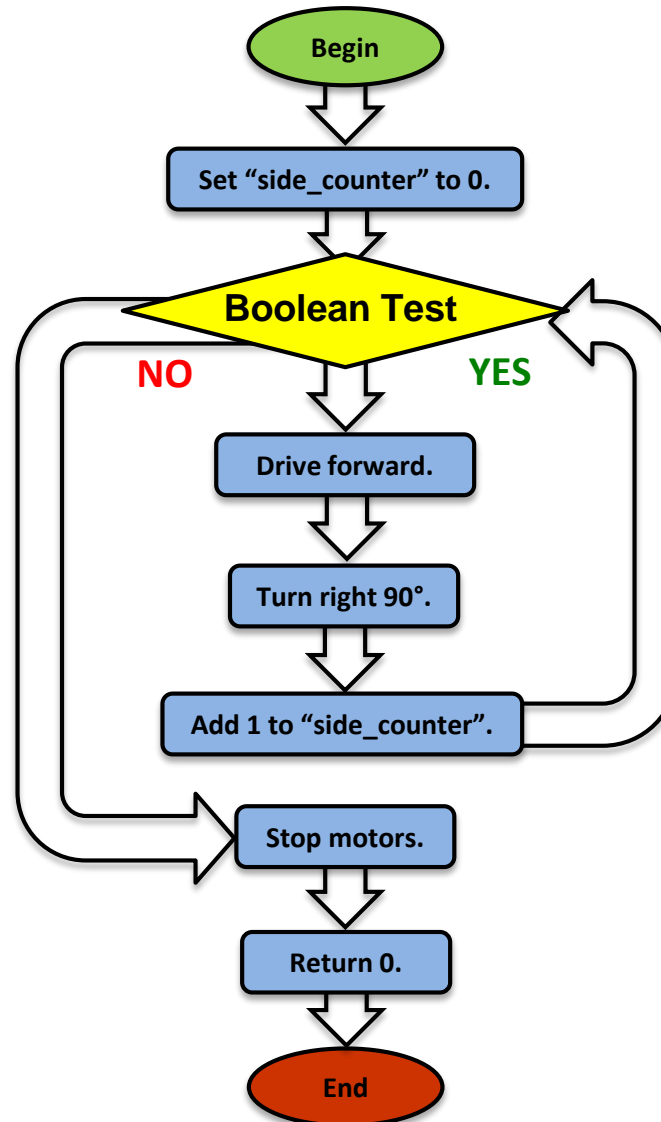 Begin
Set “side_counter” to 0.
Boolean Test
NO
YES
Drive forward.
Turn right 90°.
Add 1 to “side_counter”.
Stop motors.
Return 0.
End